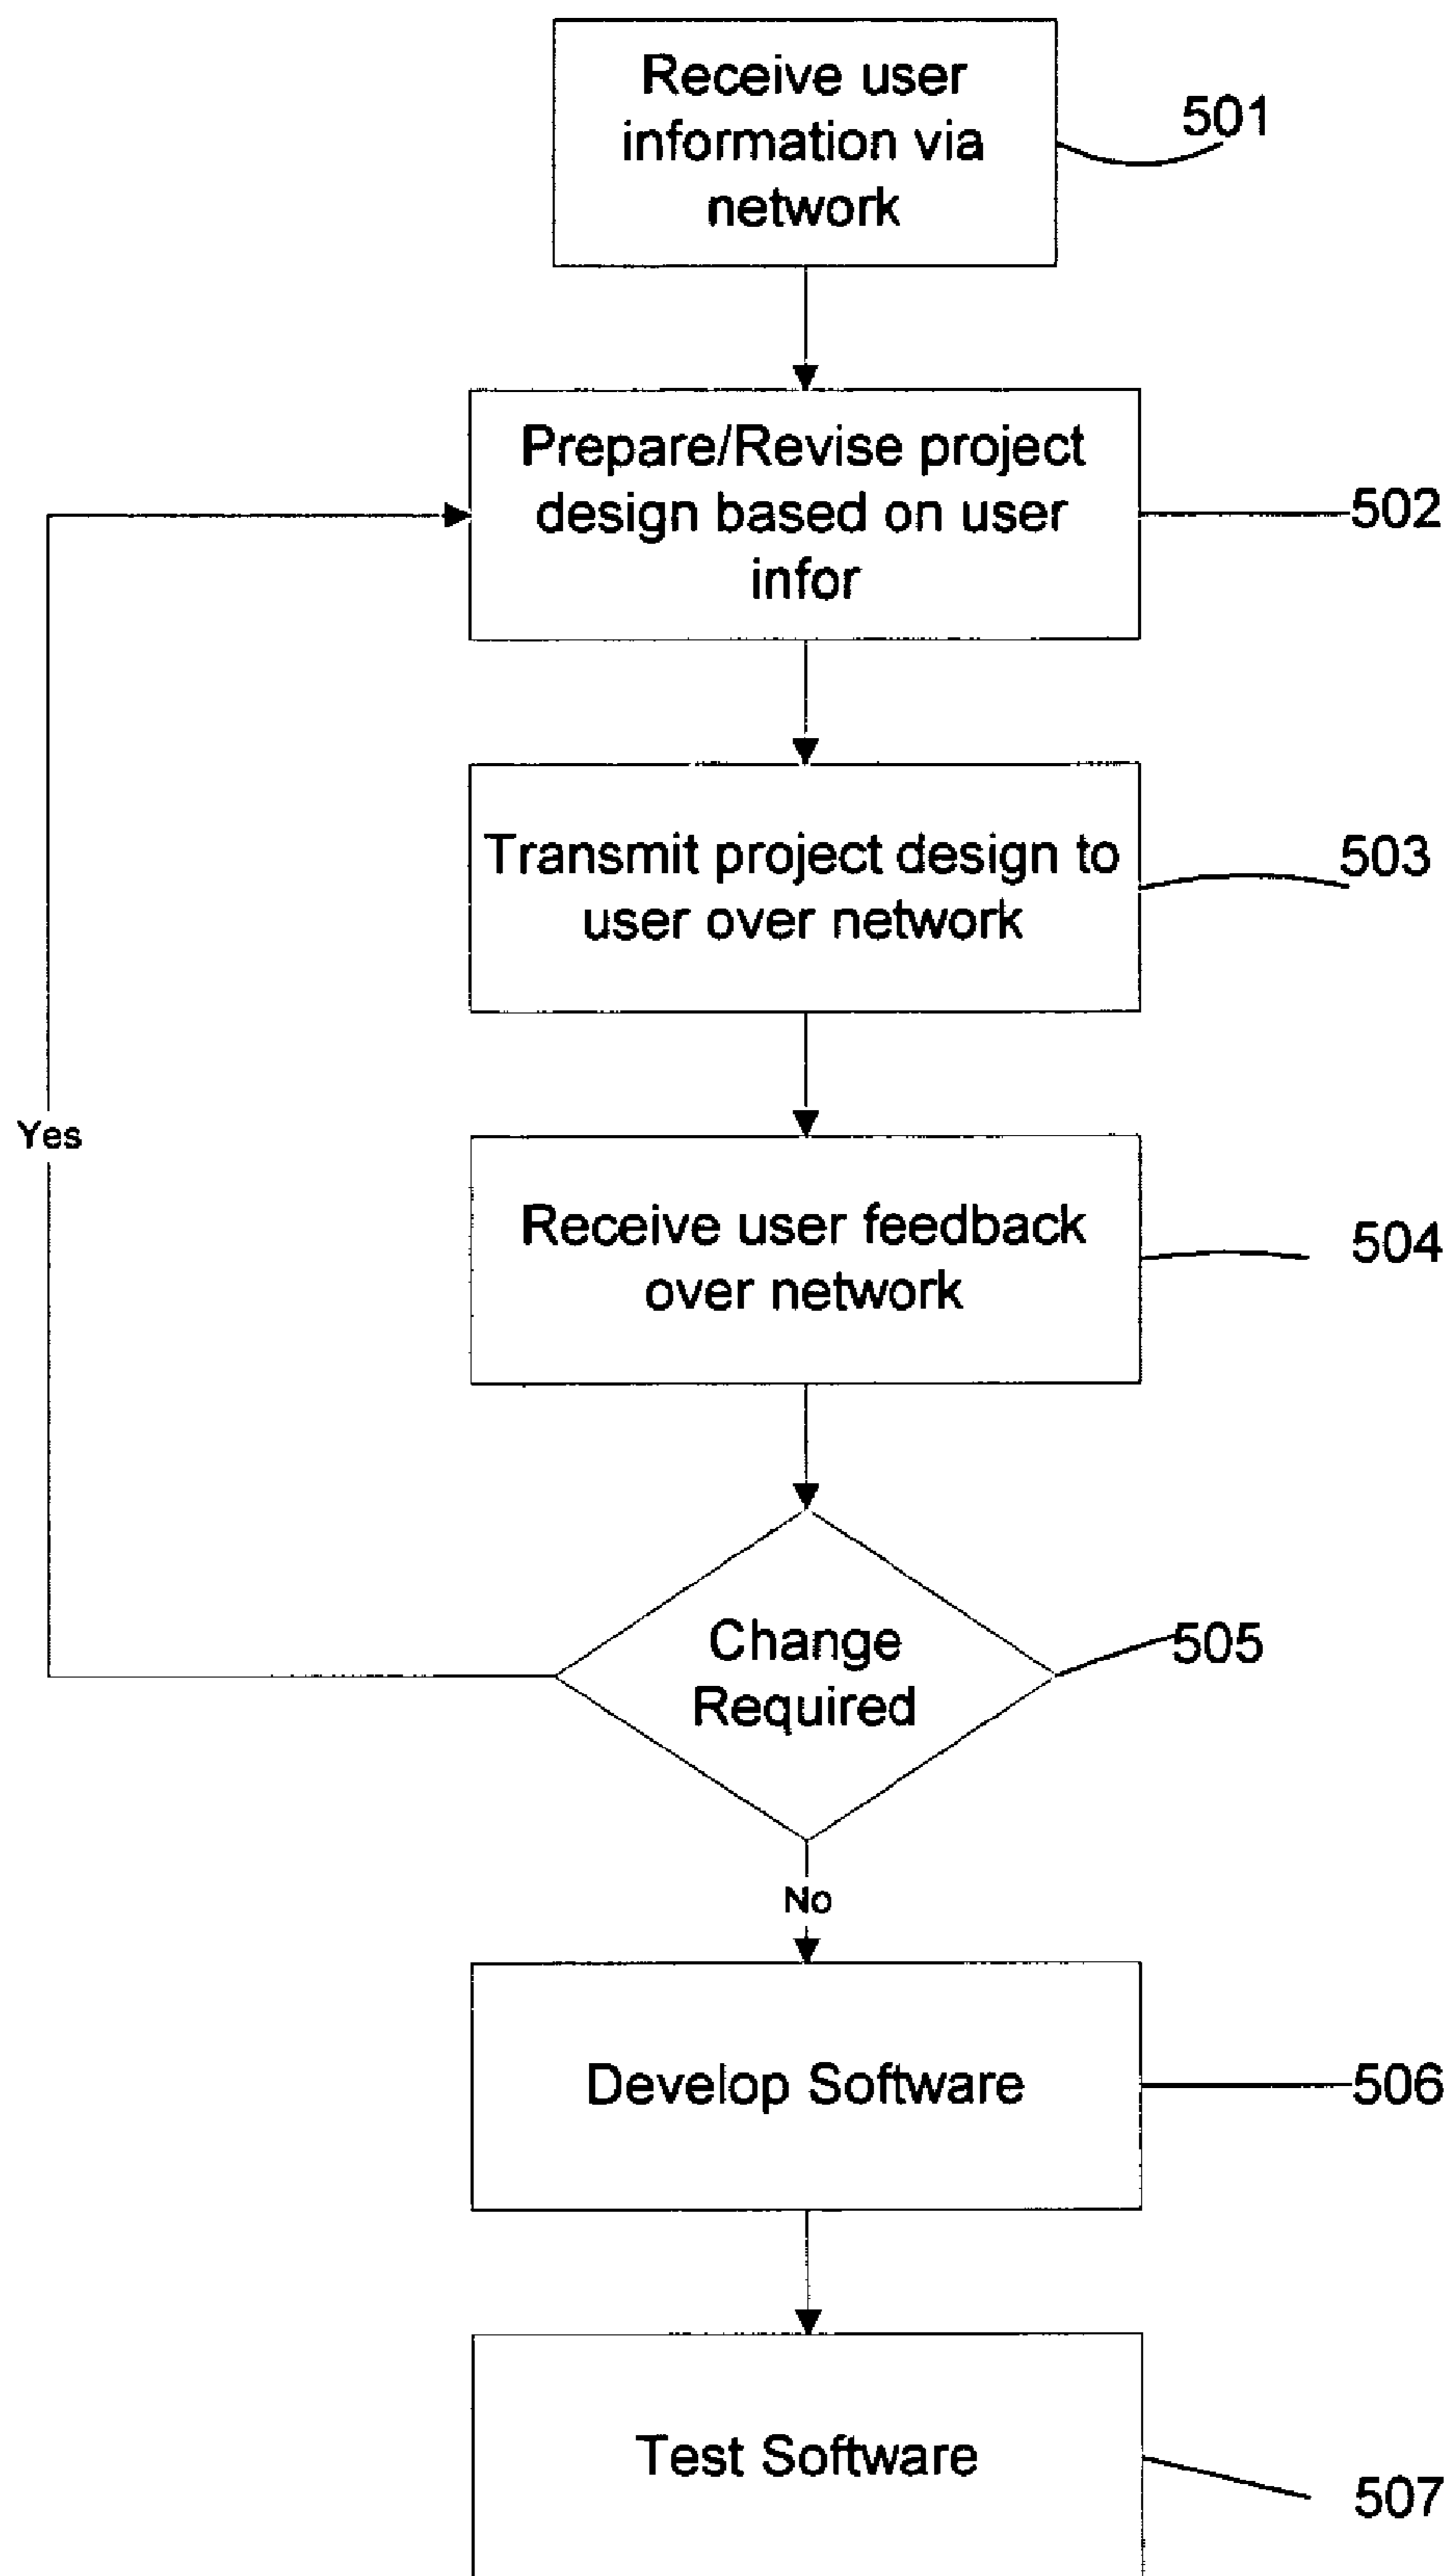 Receive user
information via
network
501
Prepare/Revise project
design based on user
infor
502
Transmit project design to
user over network
503
Yes
Receive user feedback
over network
504
Change
Required
505
No
Develop Software
506
Test Software
507